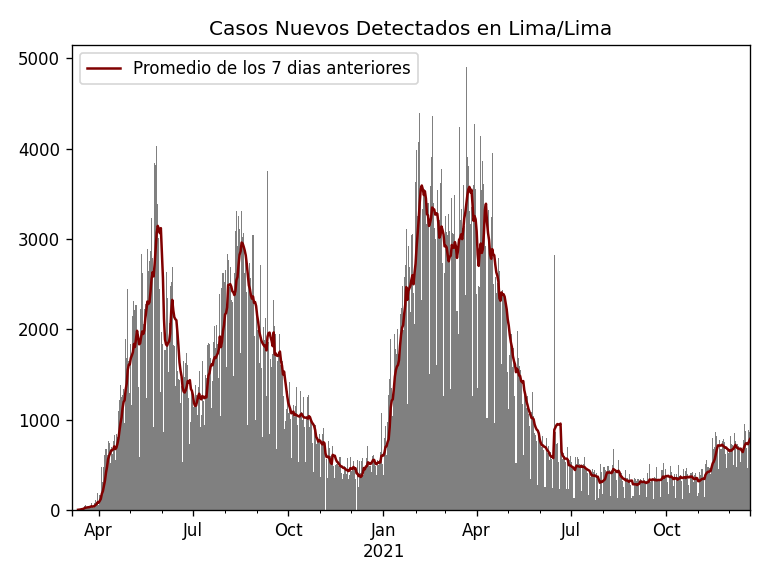 Casos Nuevos Detectados en Lima/Lima
Promedio de los 7 dias anteriores
5000
4000
3000
2000
1000
0
Apr Jul Oct Jan Apr Jul Oct
2021